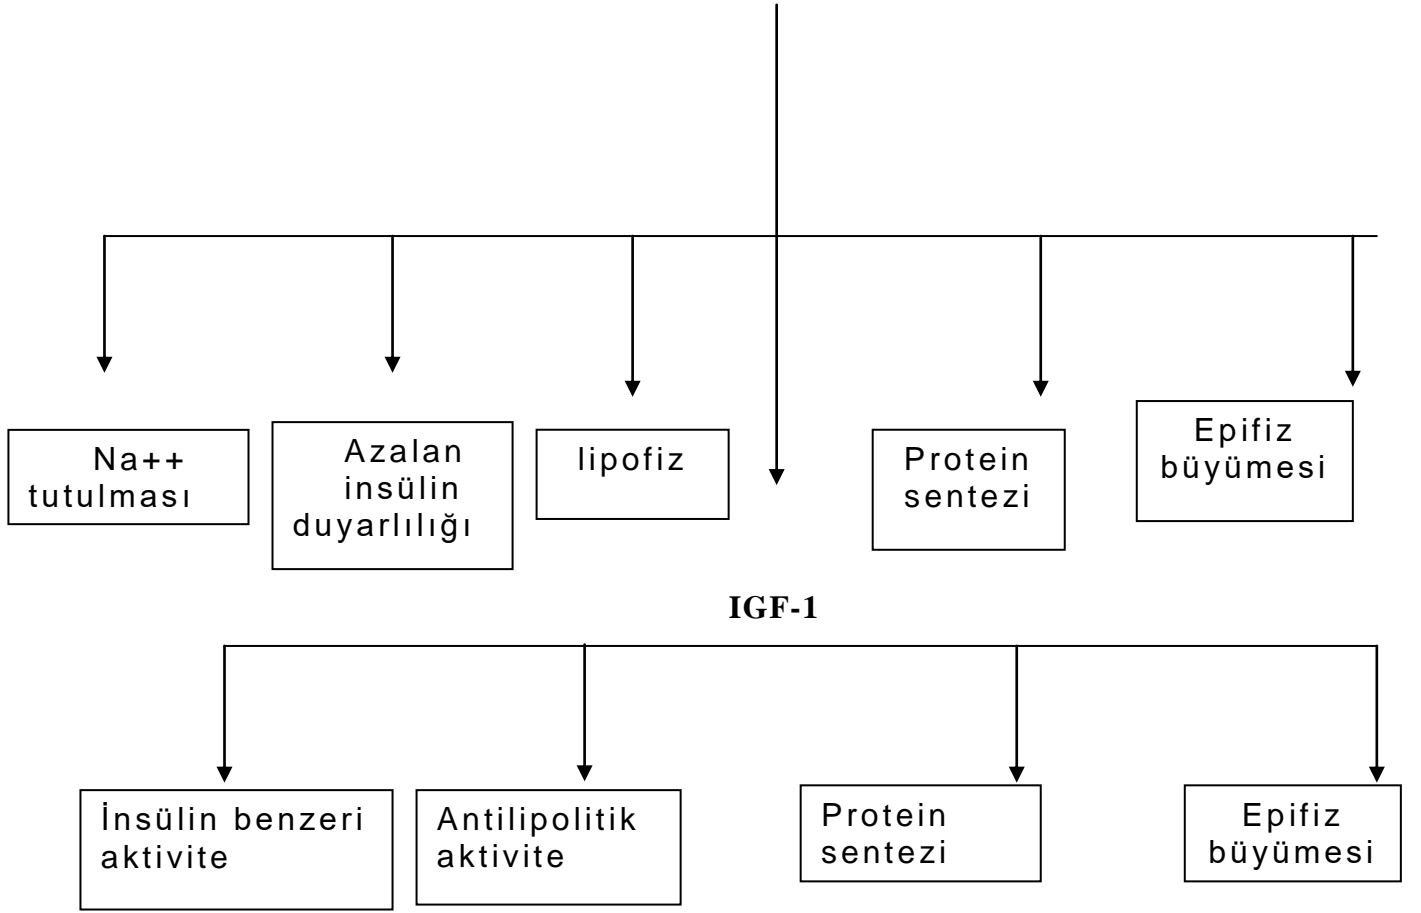 Na++
tutulması
Azalan
insülin
duyarlılığı
lipofiz
Protein
sentezi
Epifiz
büyümesi
IGF-1
İnsülin benzeri
aktivite
Antilipolitik
aktivite
Protein
sentezi
Epifiz
büyümesi